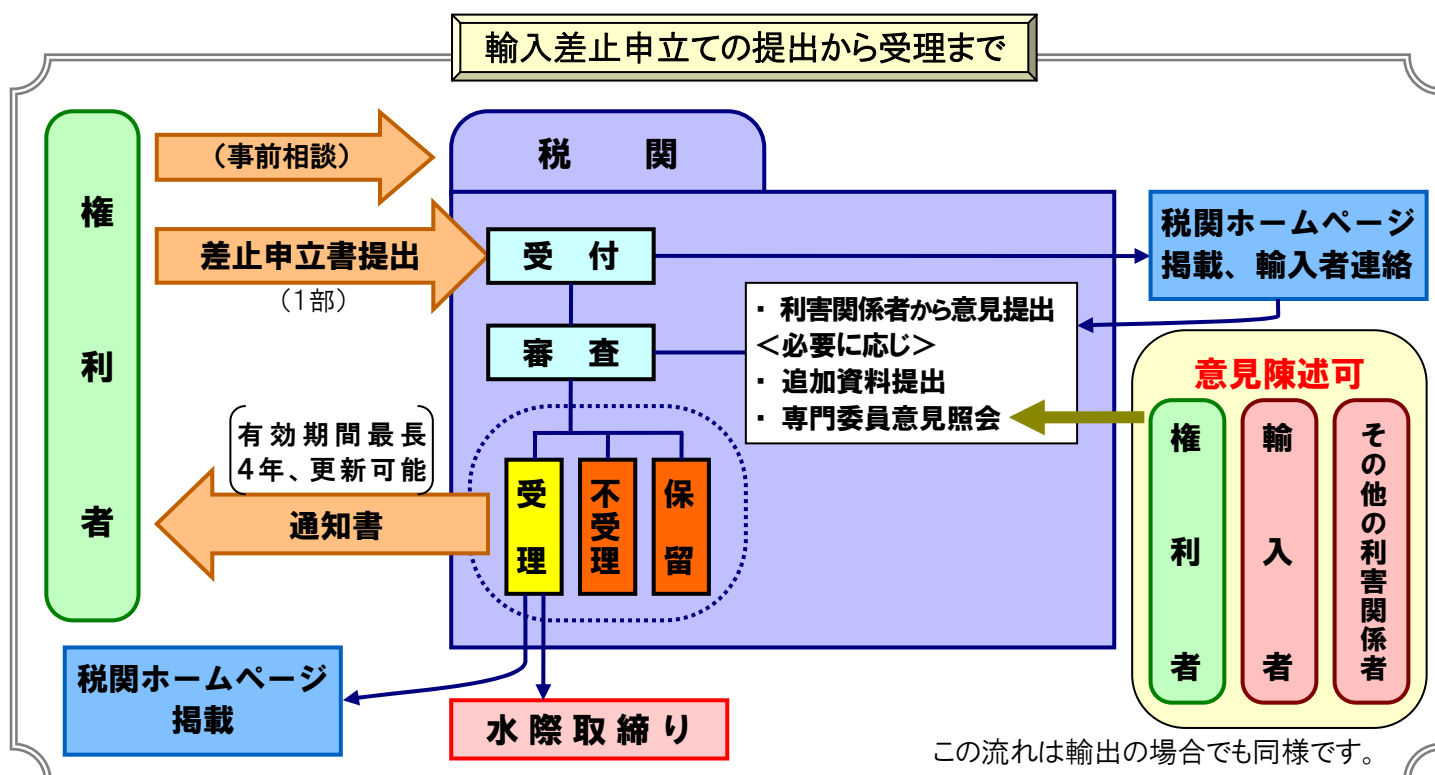 輸入差止申立ての提出から受理まで
権利者
（事前相談）
差止申立書提出
（1部）
税関
受付
審査
税関ホームページ
掲載、輸入者連絡
・ 利害関係者から意見提出
＜必要に応じ＞
・ 追加資料提出
・ 専門委員意見照会
意見陳述可
権利者
輸入者
その他の利害関係者
有効期間最長
4年、更新可能
通知書
受理
不受理
保留
税関ホームページ
掲載
水際取締り
この流れは輸出の場合でも同様です。